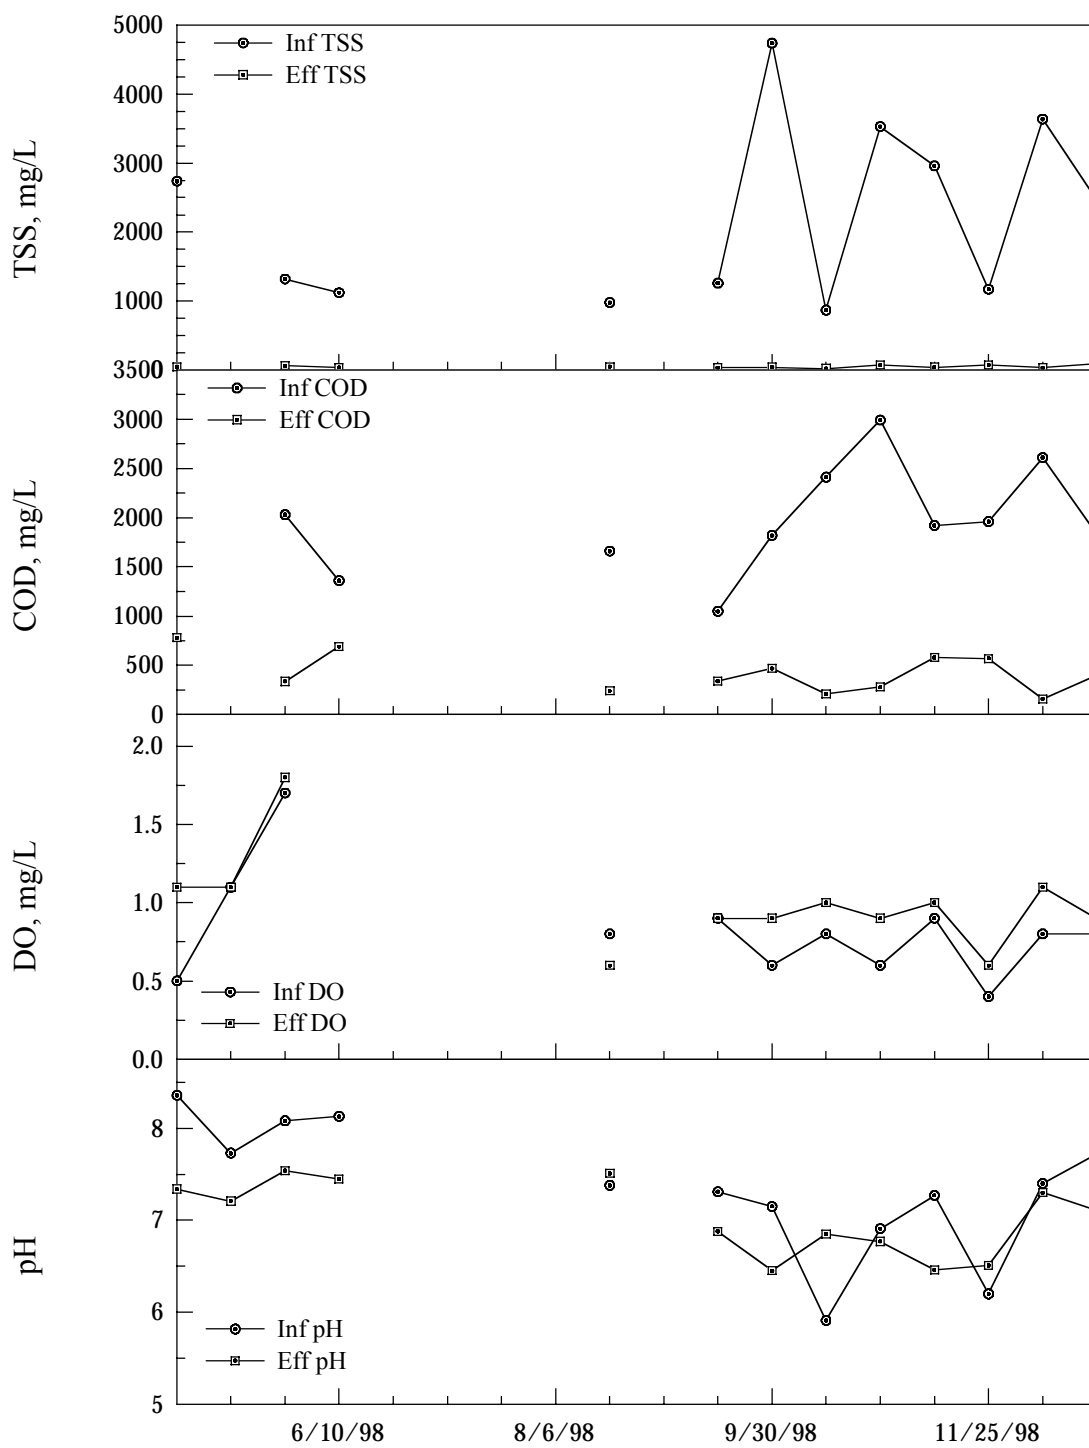 5000
Inf TSS
Eff TSS
4000
3000
2000
1000
0
TSS, mg/L
3500
Inf COD
Eff COD
3000
2500
2000
1500
1000
500
0
COD, mg/L
2.0
1.5
1.0
0.5
Inf DO
Eff DO
0.0
DO, mg/L
8
7
6
Inf pH
Eff pH
5
pH
6/10/98 8/6/98 9/30/98 11/25/98